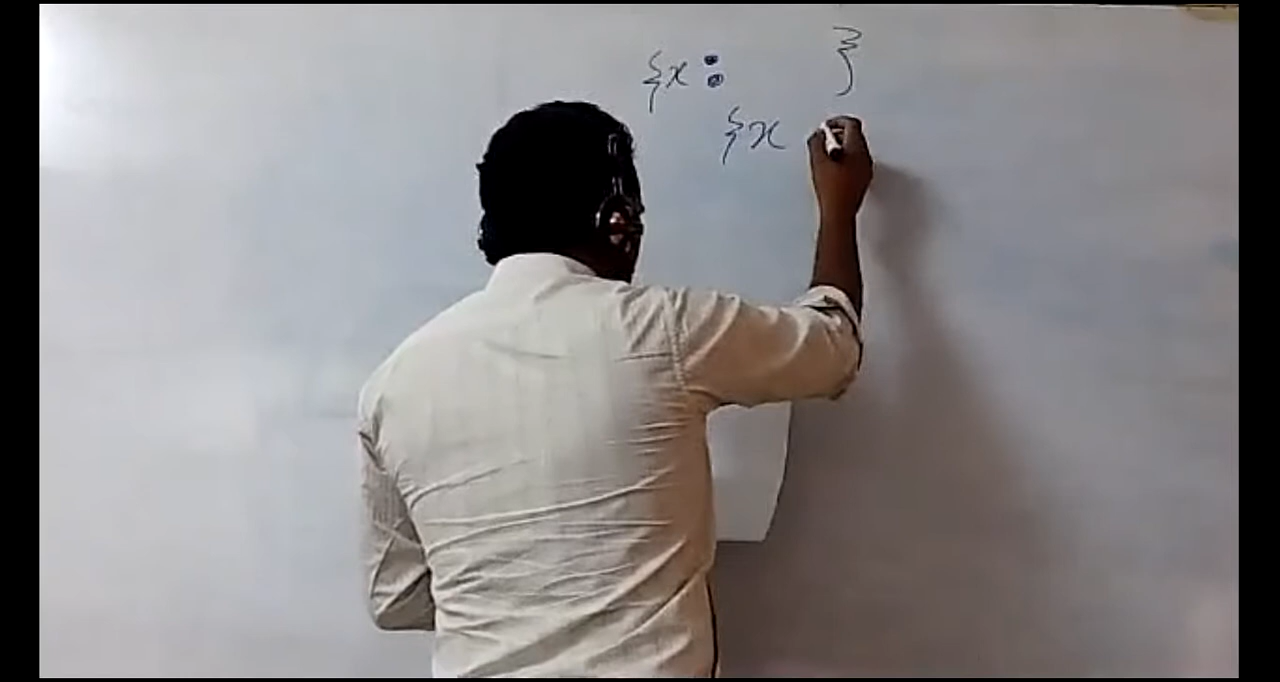 {x : }
{x